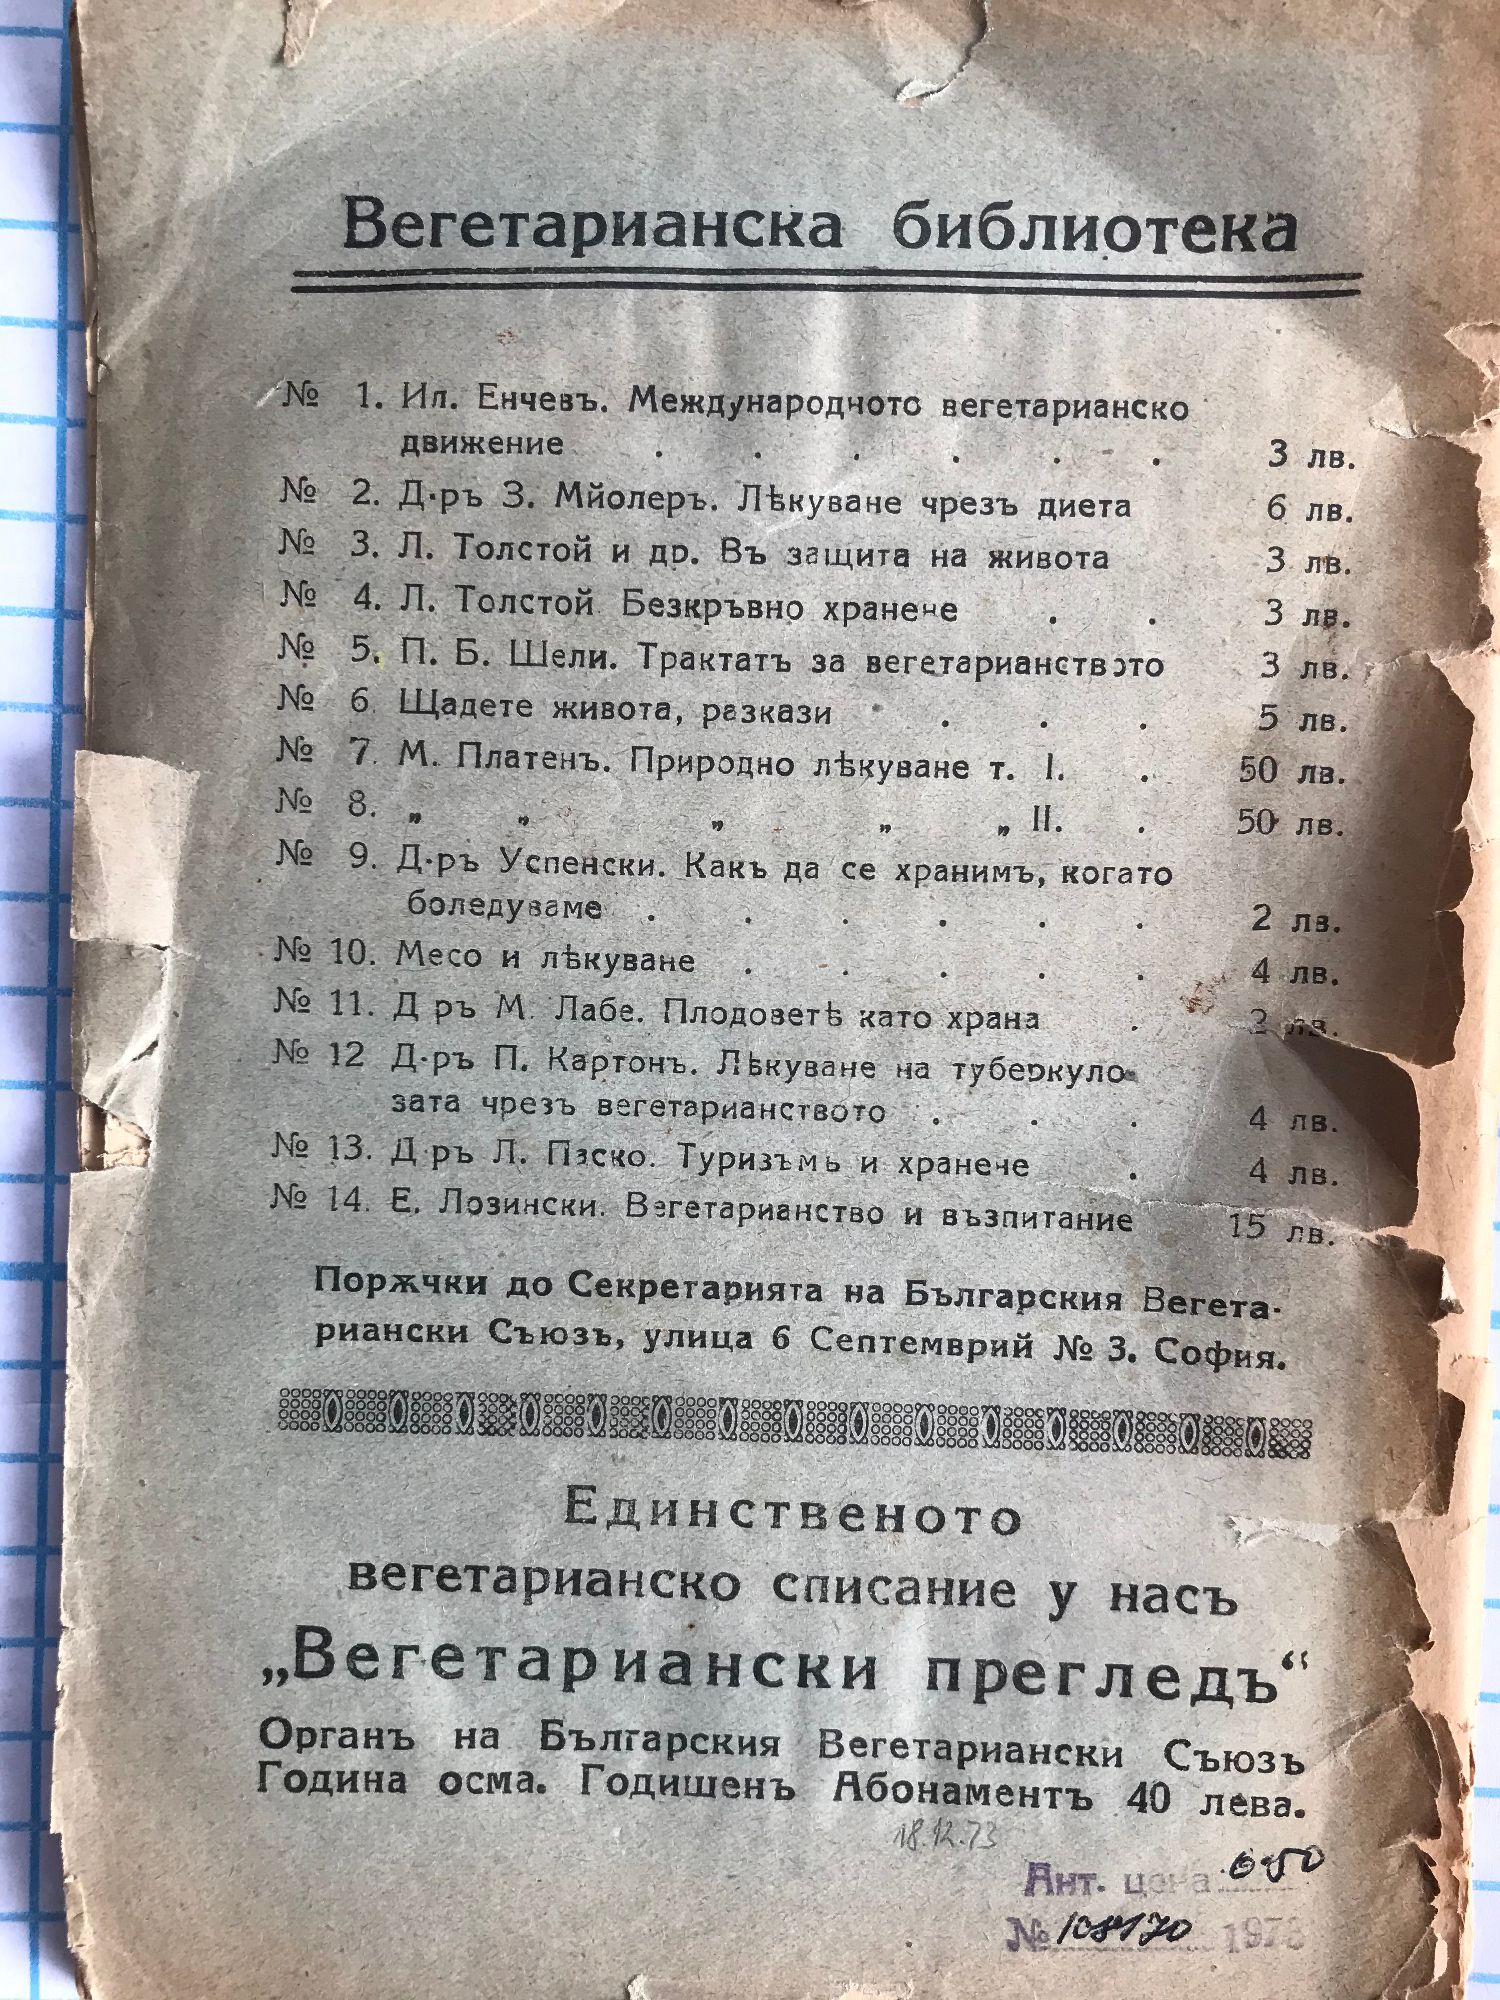 Вегетарианска библиотека
№ 1. Ил. Енчевъ. Международното вегетарианско
движение . . . . . . 3 лв.
№ 2. Д-ръ З. Мйолеръ. Лѣкуване чрезъ диета 6 лв.
№ 3. Л. Толстой и др. Въ защита на живота 3 лв.
№ 4. Л. Толстой Безкръвно хранене . . 3 лв.
№ 5. П. Б. Шели. Трактатъ за вегетарианството 3 лв.
№ 6. Щадете живота, разкази . . . 5 лв.
№ 7. М. Платенъ. Природно лѣкуване т. I. . 50 лв.
№ 8. „ „ „ „ „ II. . 50 лв.
№ 9. Д-ръ Успенски. Какъ да се хранимъ, когато
боледуваме . . . . . . 2 лв.
№ 10. Месо и лѣкуване . . . . . 4 лв.
№ 11. Д ръ М. Лабе. Плодоветѣ като храна . лв.
№ 12 Д-ръ П. Картонъ. Лѣкуване на туберкуло-
зата чрезъ вегетарианството . . . 4 лв.
№ 13. Д ръ Л. Паско. Туризъмъ и хранене . 4 лв.
№ 14. Е. Лозински. Вегетарианство и възпитание 15 лв.
Порѫчки до Секретарията на Българския Вегета-
риански Съюзъ, улица 6 Септемврий № 3. София.
Единственото
вегетарианско списание у насъ
„Вегетариански прегледъ“
Органъ на Българския Вегетариански Съюзъ
Година осма. Годишенъ Абонаментъ 40 лева.
18.12.73
Ант. цена 6.50
№ 197